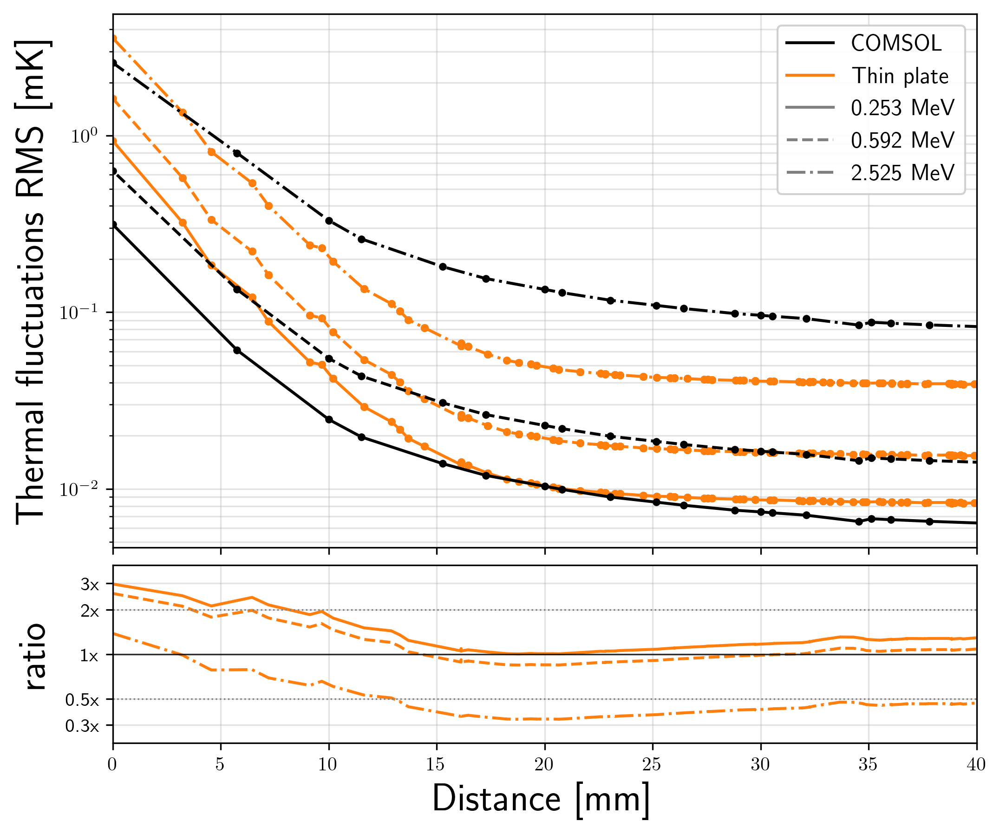 Thermal fluctuations RMS [mK]
10⁰
10⁻¹
10⁻²
COMSOL
Thin plate
0.253 MeV
0.592 MeV
2.525 MeV
ratio
3x
2x
1x
0.5x
0.3x
0 5 10 15 20 25 30 35 40
Distance [mm]